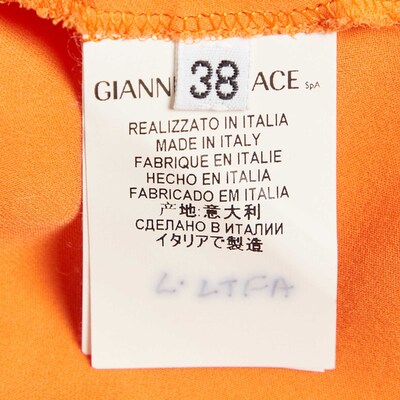 GIANN 38 ACE SpA
REALIZZATO IN ITALIA
MADE IN ITALY
FABRIQUE EN ITALIE
HECHO EN ITALIA
FABRICADO EM ITALIA
产地:意大利
СДЕЛАНО В ИТАЛИИ
イタリアで製造
L. LTFA